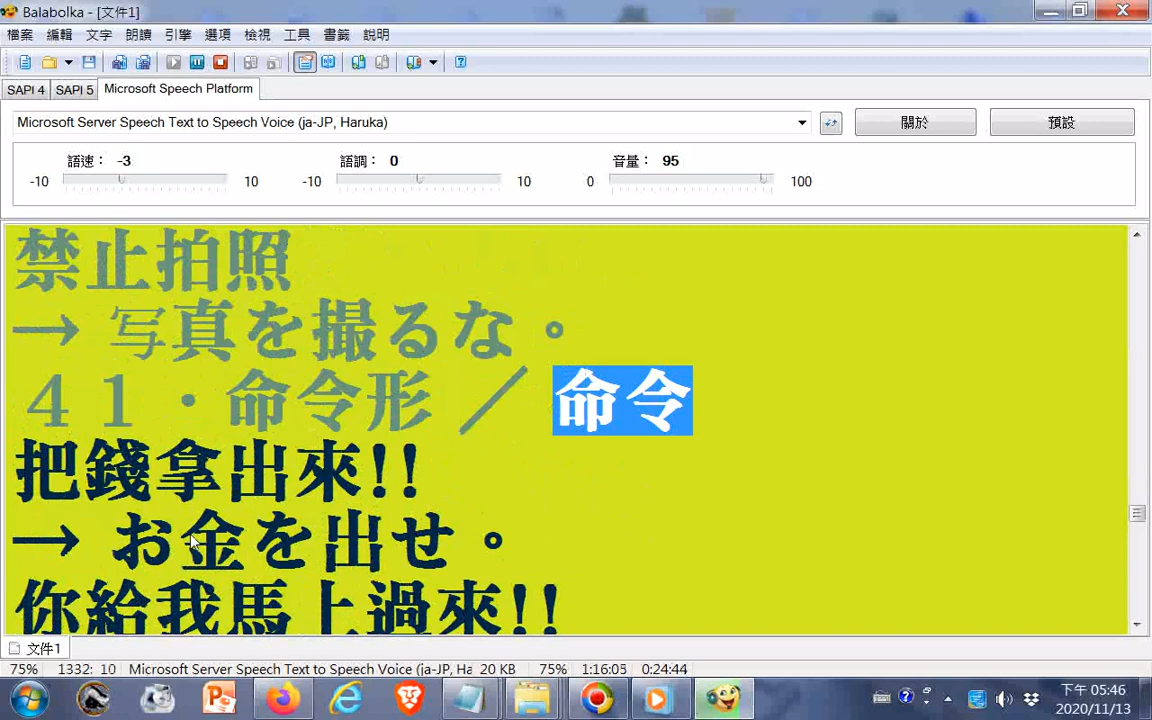 Balabolka - [文件1]
檔案 編輯 文字 朗讀 引擎 選項 檢視 工具 書籤 說明
SAPI 4 SAPI 5 Microsoft Speech Platform
Microsoft Server Speech Text to Speech Voice (ja-JP, Haruka) 關於 預設
語速： -3 語調： 0 音量： 95
-10 10 -10 10 0 100
禁止拍照
→ 写真を撮るな。
４１・命令形／命令
把錢拿出來!!
→ お金を出せ。
你給我馬上過來!!
文件1
75% 1332: 10 Microsoft Server Speech Text to Speech Voice (ja-JP, Ha 20 KB 75% 1:16:05 0:24:44
下午 05:46
2020/11/13